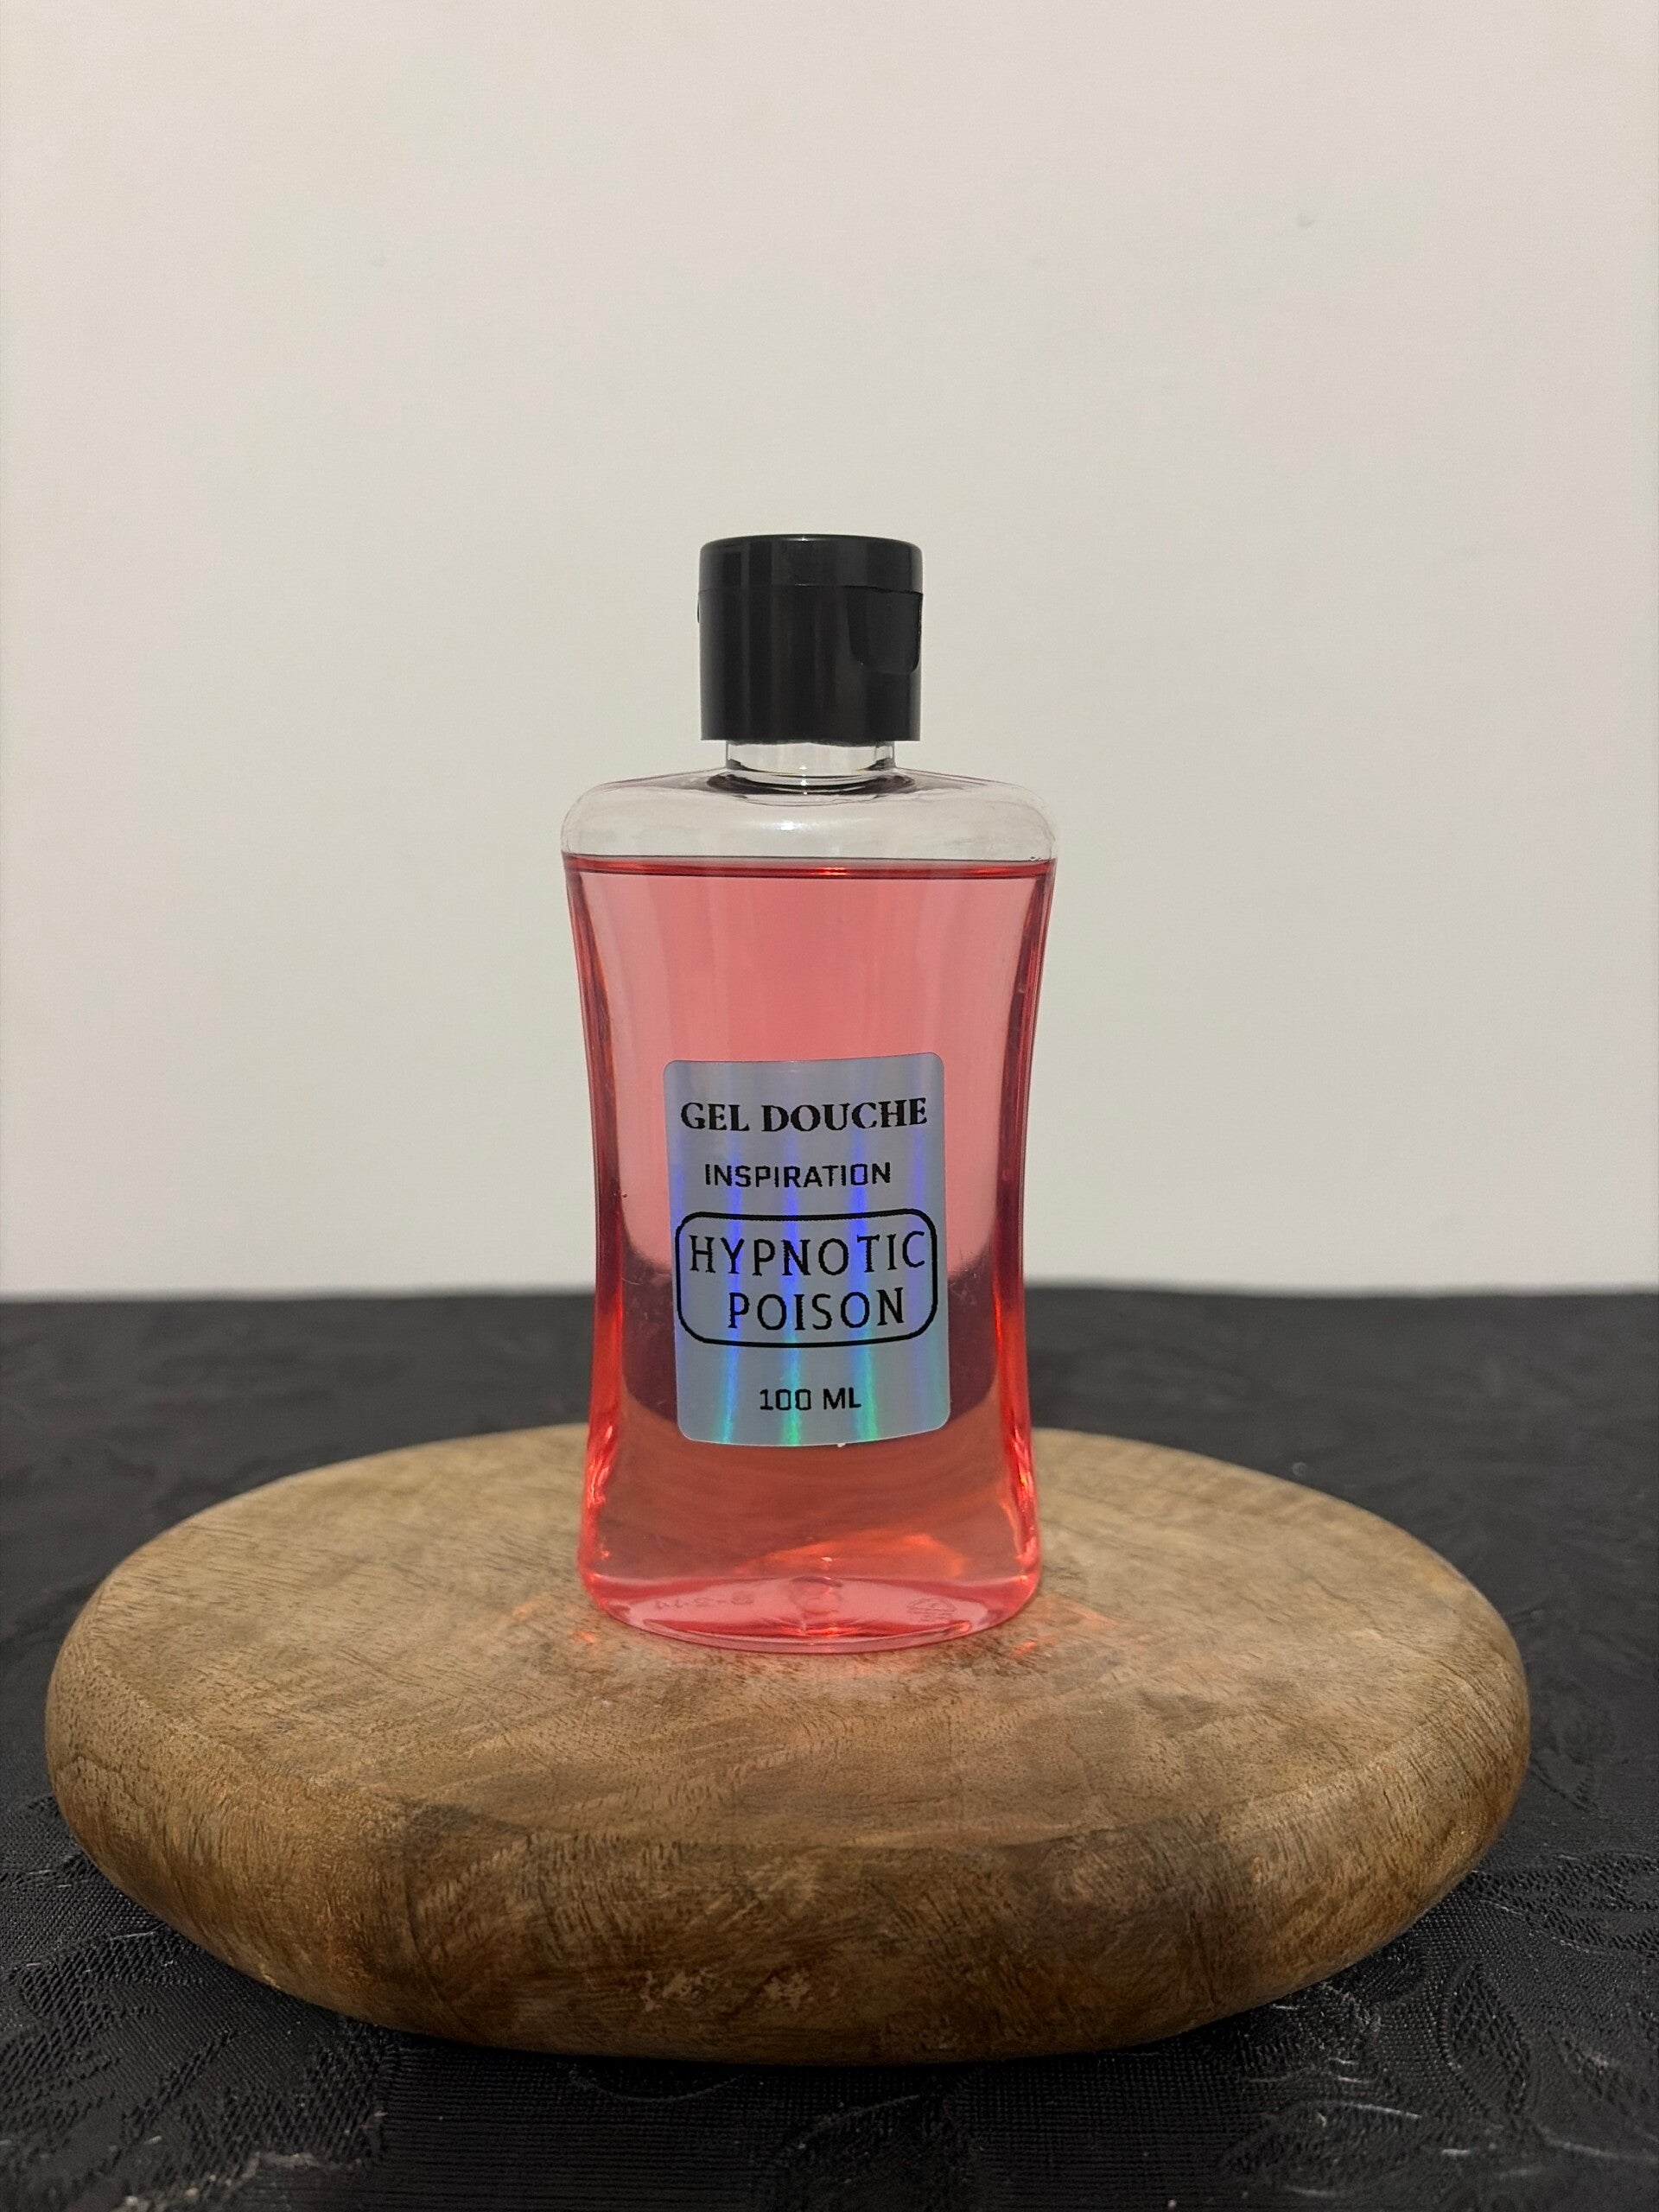 GEL DOUCHE
INSPIRATION
HYPNOTIC
POISON
100 ML